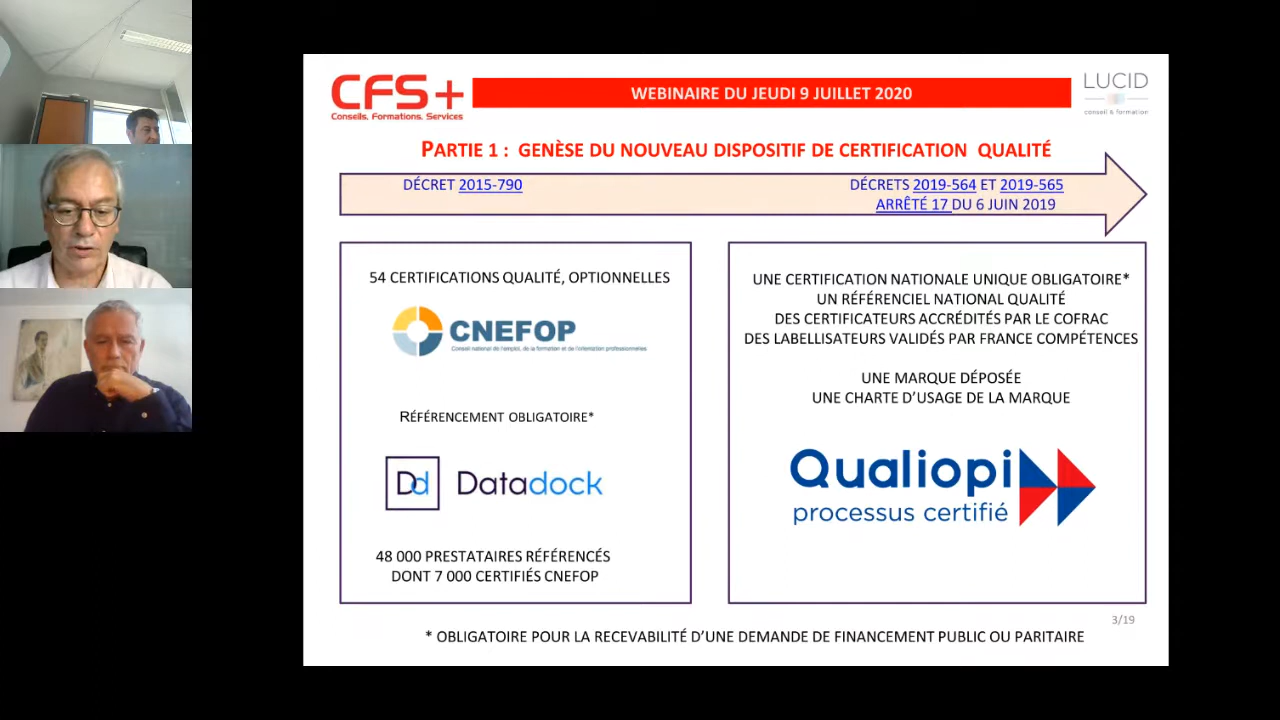 CFS+
Conseils, Formations, Services
WEBINAIRE DU JEUDI 9 JUILLET 2020
LUCID
conseil & formation
PARTIE 1 : GENÈSE DU NOUVEAU DISPOSITIF DE CERTIFICATION QUALITÉ
DÉCRET 2015-790
DÉCRETS 2019-564 ET 2019-565
ARRÊTÉ 17 DU 6 JUIN 2019
54 CERTIFICATIONS QUALITÉ, OPTIONNELLES
CNEFOP
Conseil national de l'emploi, de la formation et de l'orientation professionnelles
RÉFÉRENCEMENT OBLIGATOIRE*
Dd Datadock
48 000 PRESTATAIRES RÉFÉRENCÉS
DONT 7 000 CERTIFIÉS CNEFOP
UNE CERTIFICATION NATIONALE UNIQUE OBLIGATOIRE*
UN RÉFÉRENCIEL NATIONAL QUALITÉ
DES CERTIFICATEURS ACCRÉDITÉS PAR LE COFRAC
DES LABELLISATEURS VALIDÉS PAR FRANCE COMPÉTENCES
UNE MARQUE DÉPOSÉE
UNE CHARTE D'USAGE DE LA MARQUE
Qualiopi
processus certifié
3/19
* OBLIGATOIRE POUR LA RECEVABILITÉ D'UNE DEMANDE DE FINANCEMENT PUBLIC OU PARITAIRE